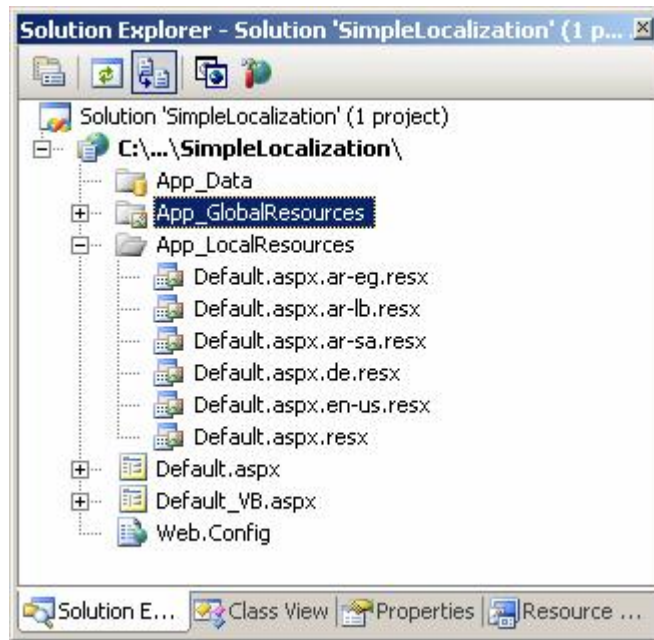 Solution Explorer - Solution 'SimpleLocalization' (1 p...
Solution 'SimpleLocalization' (1 project)
C:\...\SimpleLocalization\
App_Data
App_GlobalResources
App_LocalResources
Default.aspx.ar-eg.resx
Default.aspx.ar-lb.resx
Default.aspx.ar-sa.resx
Default.aspx.de.resx
Default.aspx.en-us.resx
Default.aspx.resx
Default.aspx
Default_VB.aspx
Web.Config
Solution E... Class View Properties Resource ...